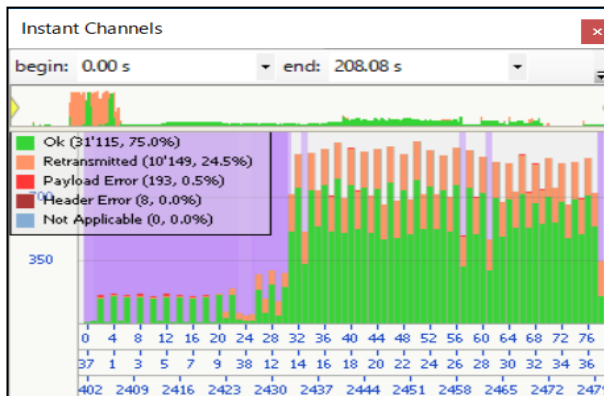 Instant Channels
begin: 0.00 s end: 208.08 s
Ok (31'115, 75.0%)
Retransmitted (10'149, 24.5%)
Payload Error (193, 0.5%)
Header Error (8, 0.0%)
Not Applicable (0, 0.0%)
700
350
0 4 8 12 16 20 24 28 32 36 40 44 48 52 56 60 64 68 72 76
37 1 3 5 7 9 38 12 14 16 18 20 22 24 26 28 30 32 34 36
402 2409 2416 2423 2430 2437 2444 2451 2458 2465 2472 2479